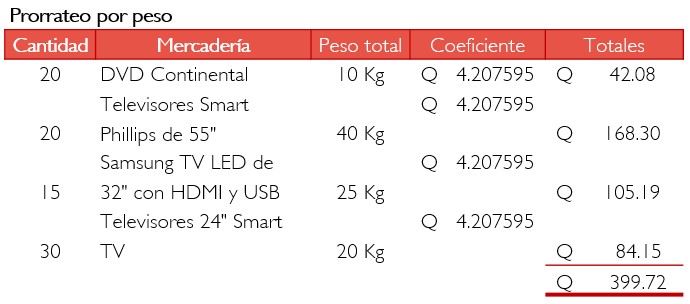 Prorrateo por peso
Cantidad Mercadería Peso total Coeficiente Totales
20 DVD Continental 10 Kg Q 4.207595 Q 42.08
Televisores Smart Q 4.207595
20 Phillips de 55" 40 Kg Q 168.30
Samsung TV LED de Q 4.207595
15 32" con HDMI y USB 25 Kg Q 105.19
Televisores 24" Smart Q 4.207595
30 TV 20 Kg Q 84.15
Q 399.72